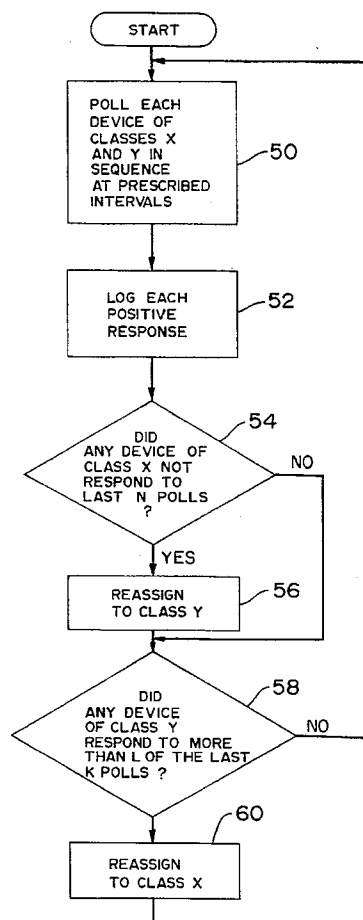 START
POLL EACH
DEVICE OF
CLASSES X
AND Y IN
SEQUENCE
AT PRESCRIBED
INTERVALS
50
LOG EACH
POSITIVE
RESPONSE
52
DID
ANY DEVICE OF
CLASS X NOT
RESPOND TO
LAST N POLLS
?
54
NO
YES
REASSIGN
TO CLASS Y
56
DID
ANY DEVICE
OF CLASS Y
RESPOND TO MORE
THAN L OF THE LAST
K POLLS ?
58
NO
REASSIGN
TO CLASS X
60